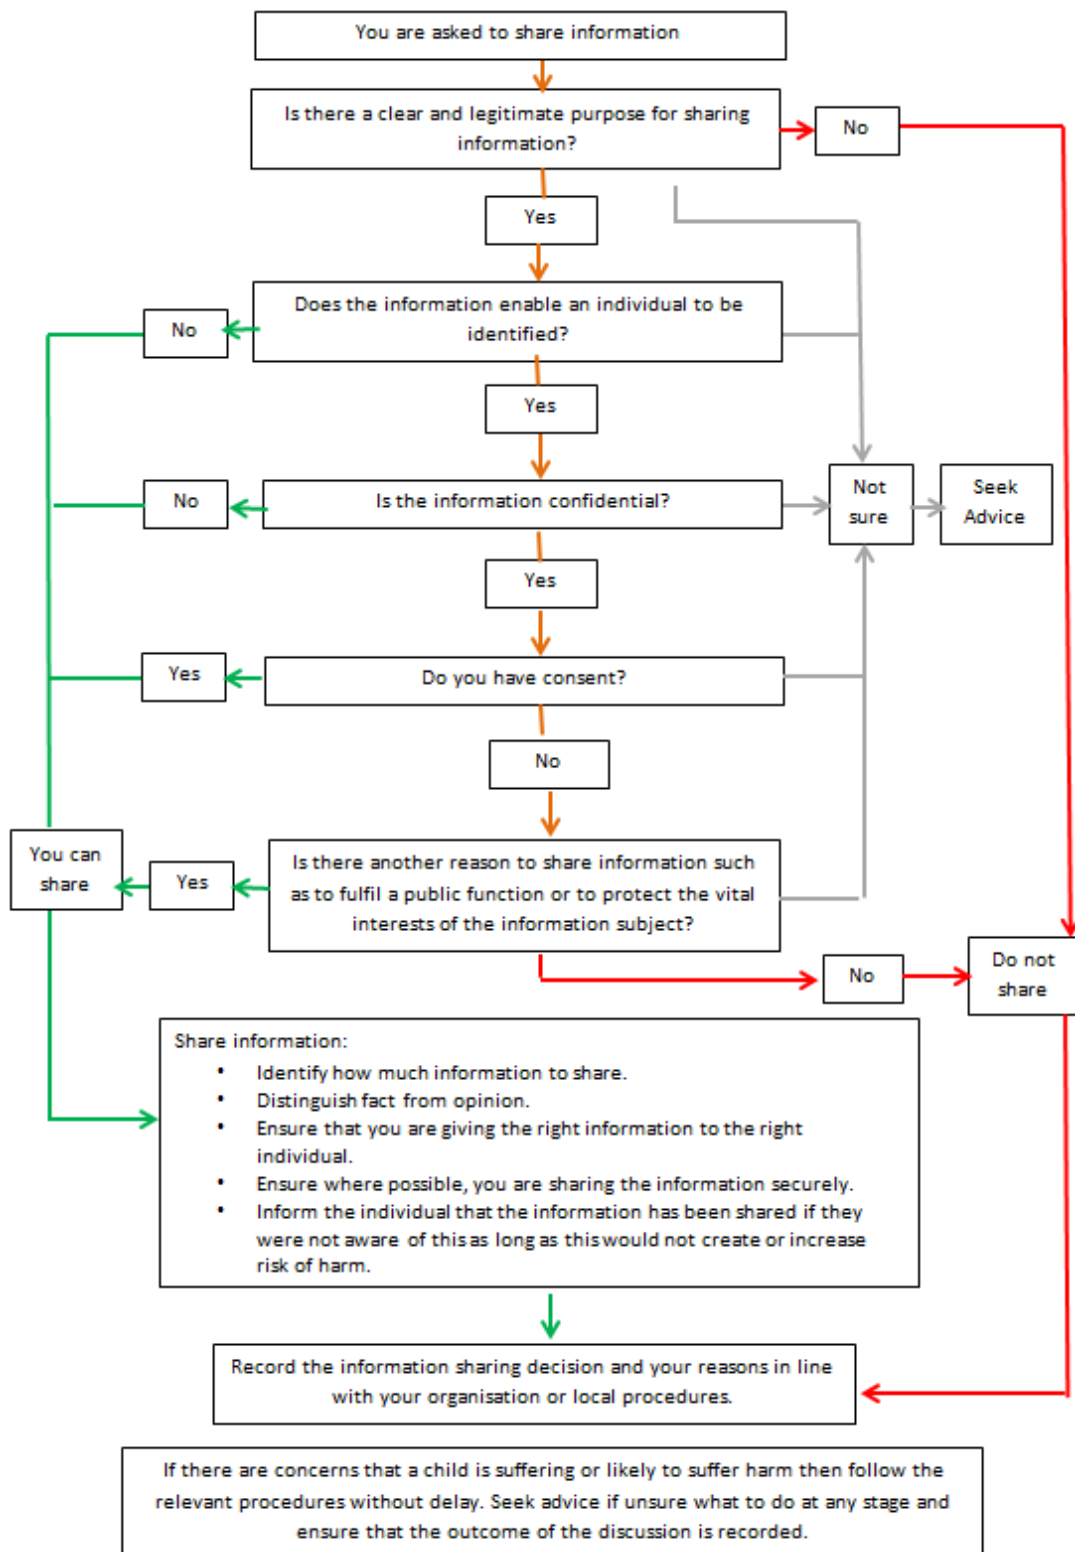 You are asked to share information
Is there a clear and legitimate purpose for sharing
information?
No
Yes
Does the information enable an individual to be
identified?
No
Yes
Is the information confidential?
No
Not
sure
Seek
Advice
Yes
Do you have consent?
Yes
No
Is there another reason to share information such
as to fulfil a public function or to protect the vital
interests of the information subject?
Yes
You can
share
No
Do not
share
Share information:
• Identify how much information to share.
• Distinguish fact from opinion.
• Ensure that you are giving the right information to the right
individual.
• Ensure where possible, you are sharing the information securely.
• Inform the individual that the information has been shared if they
were not aware of this as long as this would not create or increase
risk of harm.
Record the information sharing decision and your reasons in line
with your organisation or local procedures.
If there are concerns that a child is suffering or likely to suffer harm then follow the
relevant procedures without delay. Seek advice if unsure what to do at any stage and
ensure that the outcome of the discussion is recorded.